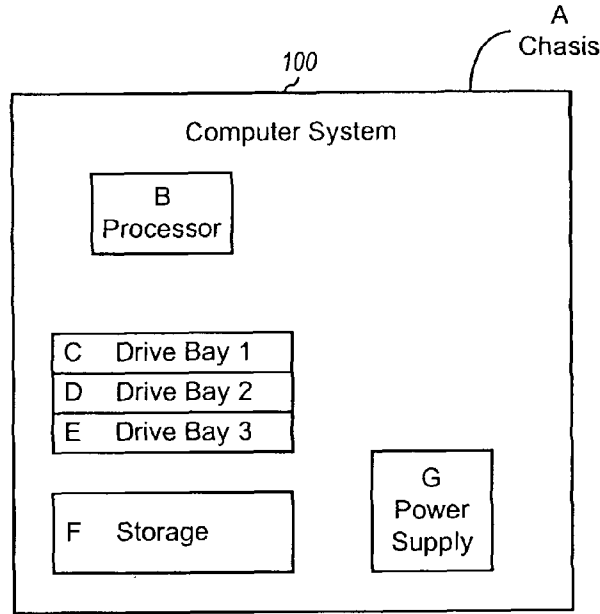 A
Chasis
100
Computer System
B
Processor
C Drive Bay 1
D Drive Bay 2
E Drive Bay 3
F Storage
G
Power
Supply